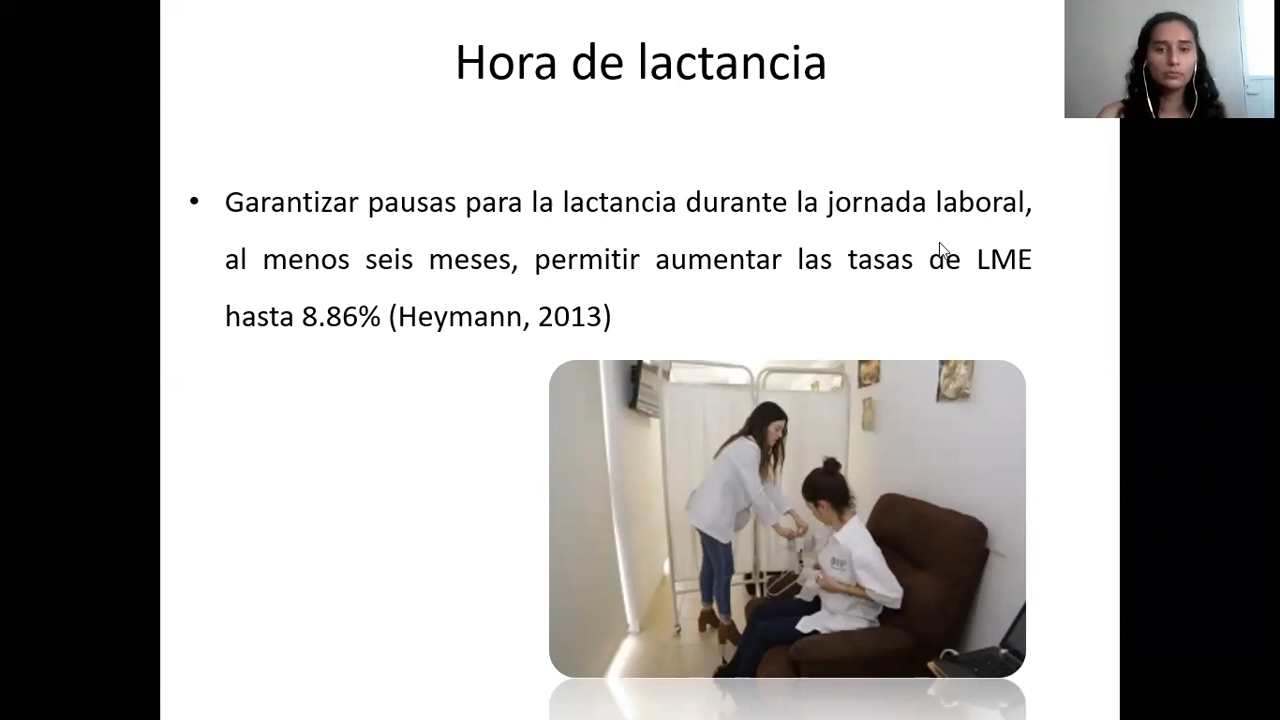 Hora de lactancia
• Garantizar pausas para la lactancia durante la jornada laboral,
al menos seis meses, permitir aumentar las tasas de LME
hasta 8.86% (Heymann, 2013)
DIF